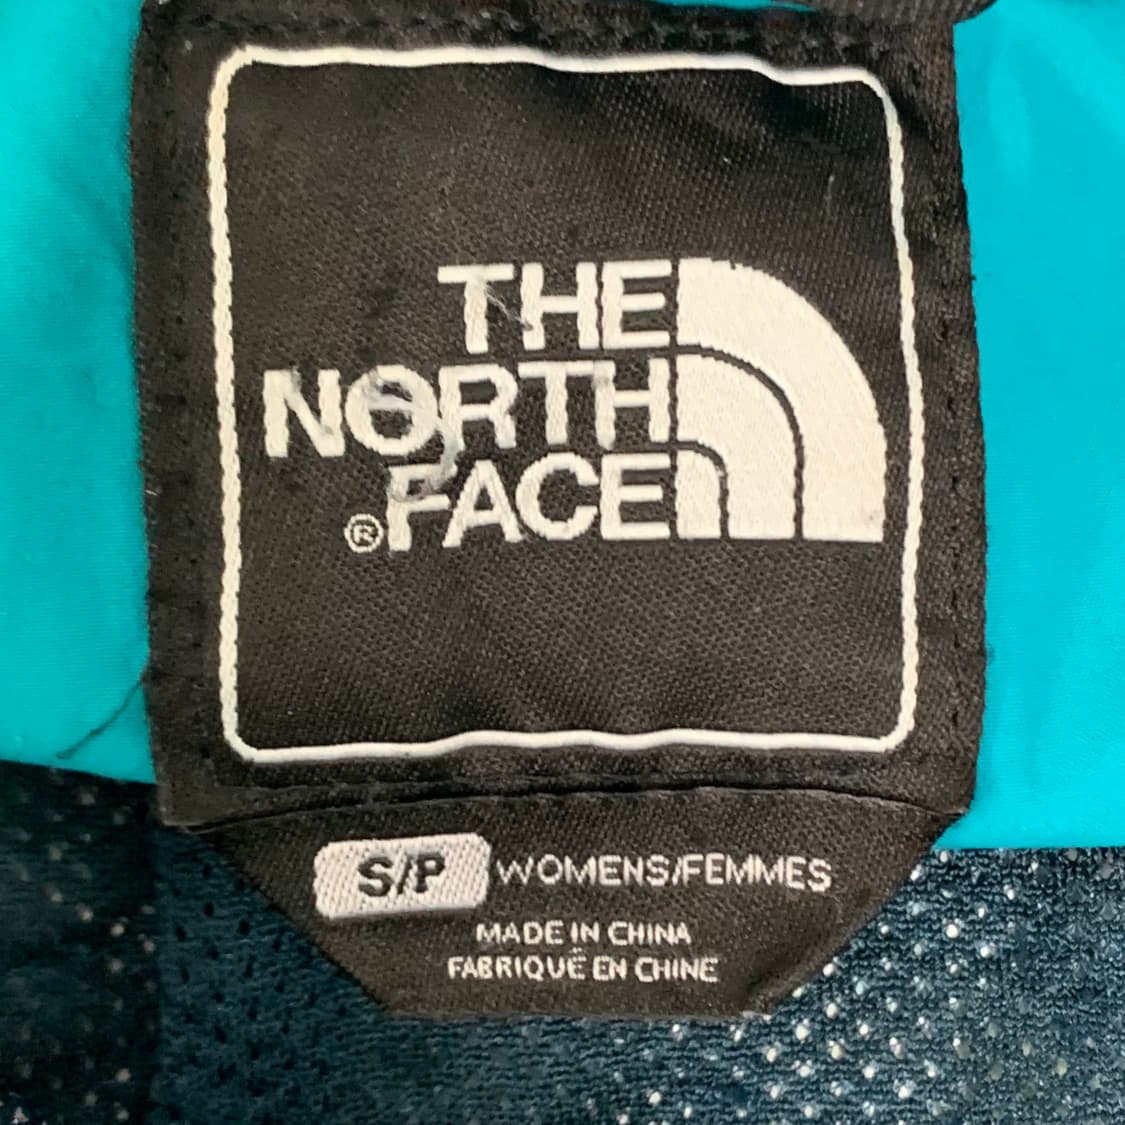 THE
NORTH
FACE
®
S/P WOMENS/FEMMES
MADE IN CHINA
FABRIQUÉ EN CHINE